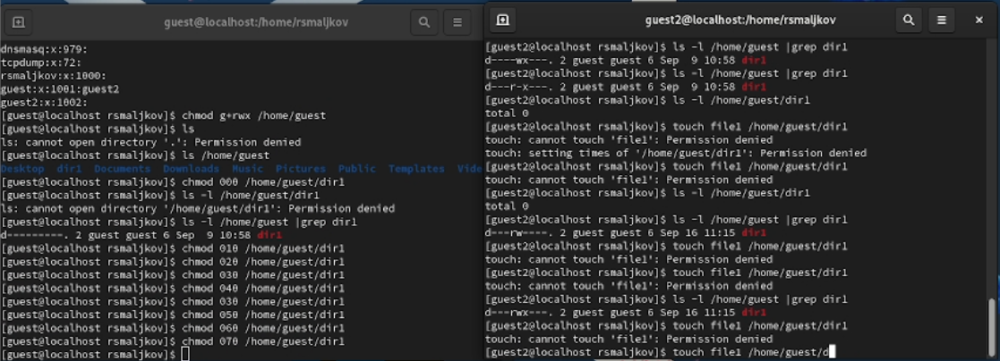 guest@localhost:/home/rsmaljkov
dnsmasq:x:979:
tcpdump:x:72:
rsmaljkov:x:1000:
guest:x:1001:guest2
guest2:x:1002:
[guest@localhost rsmaljkov]$ chmod g+rwx /home/guest
[guest@localhost rsmaljkov]$ ls
ls: cannot open directory '.': Permission denied
[guest@localhost rsmaljkov]$ ls /home/guest
Desktop dir1 Documents Downloads Music Pictures Public Templates Vide
[guest@localhost rsmaljkov]$ chmod 000 /home/guest/dir1
[guest@localhost rsmaljkov]$ ls -l /home/guest/dir1
ls: cannot open directory '/home/guest/dir1': Permission denied
[guest@localhost rsmaljkov]$ ls -l /home/guest |grep dir1
d---------. 2 guest guest 6 Sep  9 10:58 dir1
[guest@localhost rsmaljkov]$ chmod 010 /home/guest/dir1
[guest@localhost rsmaljkov]$ chmod 020 /home/guest/dir1
[guest@localhost rsmaljkov]$ chmod 030 /home/guest/dir1
[guest@localhost rsmaljkov]$ chmod 040 /home/guest/dir1
[guest@localhost rsmaljkov]$ chmod 030 /home/guest/dir1
[guest@localhost rsmaljkov]$ chmod 050 /home/guest/dir1
[guest@localhost rsmaljkov]$ chmod 060 /home/guest/dir1
[guest@localhost rsmaljkov]$ chmod 070 /home/guest/dir1
[guest@localhost rsmaljkov]$
guest2@localhost:/home/rsmaljkov
[guest2@localhost rsmaljkov]$ ls -l /home/guest |grep dir1
d----wx---. 2 guest guest 6 Sep  9 10:58 dir1
[guest2@localhost rsmaljkov]$ ls -l /home/guest |grep dir1
d---r-x---. 2 guest guest 6 Sep  9 10:58 dir1
[guest2@localhost rsmaljkov]$ ls -l /home/guest/dir1
total 0
[guest2@localhost rsmaljkov]$ touch file1 /home/guest/dir1
touch: cannot touch 'file1': Permission denied
touch: setting times of '/home/guest/dir1': Permission denied
[guest2@localhost rsmaljkov]$ touch file1 /home/guest/dir1
touch: cannot touch 'file1': Permission denied
[guest2@localhost rsmaljkov]$ ls -l /home/guest/dir1
total 0
[guest2@localhost rsmaljkov]$ ls -l /home/guest |grep dir1
d---rw----. 2 guest guest 6 Sep 16 11:15 dir1
[guest2@localhost rsmaljkov]$ touch file1 /home/guest/dir1
touch: cannot touch 'file1': Permission denied
[guest2@localhost rsmaljkov]$ touch file1 /home/guest/dir1
touch: cannot touch 'file1': Permission denied
[guest2@localhost rsmaljkov]$ ls -l /home/guest |grep dir1
d---rwx---. 2 guest guest 6 Sep 16 11:15 dir1
[guest2@localhost rsmaljkov]$ touch file1 /home/guest/dir1
touch: cannot touch 'file1': Permission denied
[guest2@localhost rsmaljkov]$ touch file1 /home/guest/d